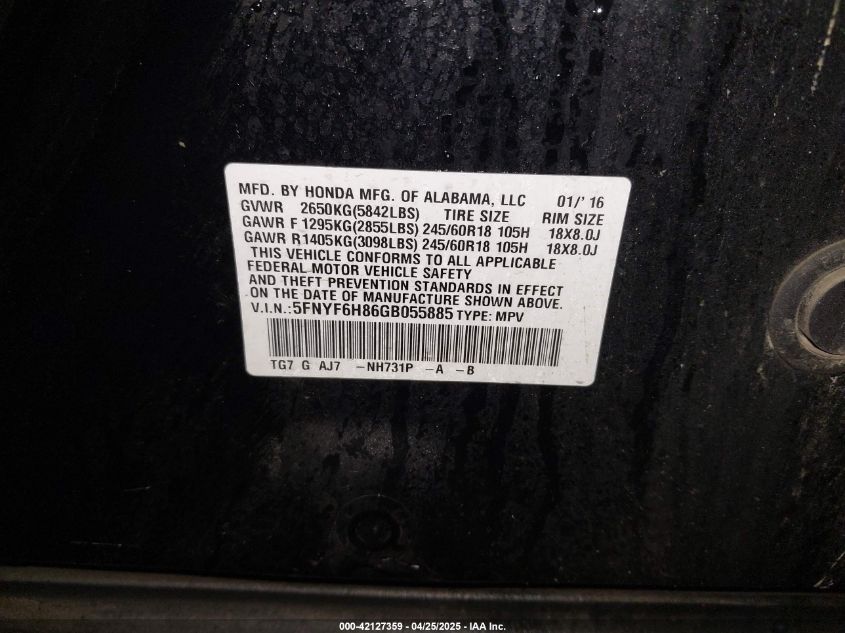 MFD. BY HONDA MFG. OF ALABAMA, LLC 01/' 16
GVWR 2650KG(5842LBS) TIRE SIZE RIM SIZE
GAWR F 1295KG(2855LBS) 245/60R18 105H 18X8.0J
GAWR R1405KG(3098LBS) 245/60R18 105H 18X8.0J
THIS VEHICLE CONFORMS TO ALL APPLICABLE
FEDERAL MOTOR VEHICLE SAFETY
AND THEFT PREVENTION STANDARDS IN EFFECT
ON THE DATE OF MANUFACTURE SHOWN ABOVE.
V.I.N.:5FNYF6H86GB055885 TYPE: MPV
TG7 G AJ7 -NH731P -A -B
000-42127359 - 04/25/2025 - IAA Inc.